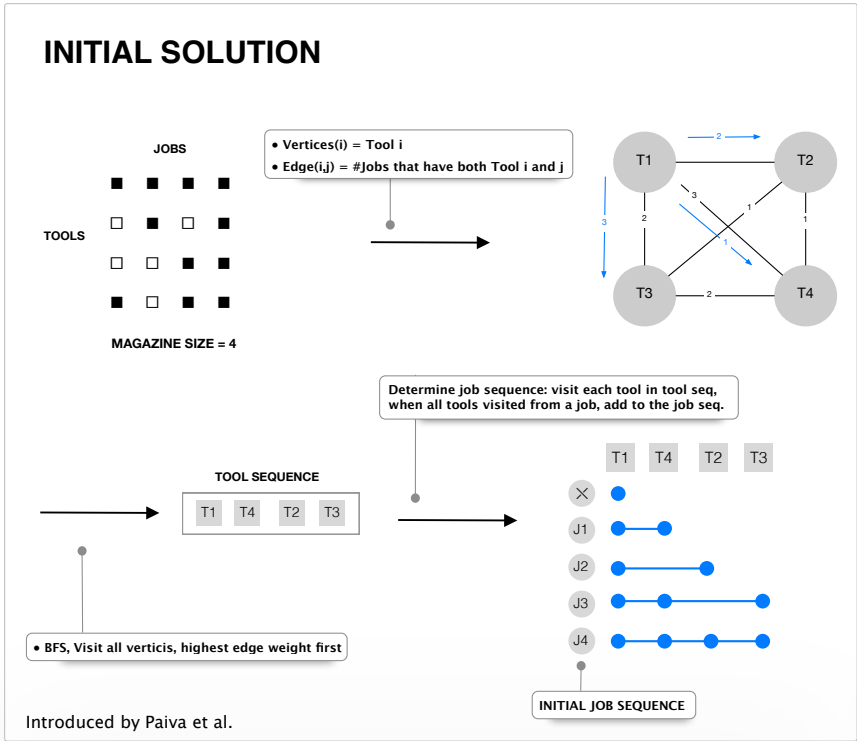 INITIAL SOLUTION
JOBS
TOOLS
MAGAZINE SIZE = 4
• Vertices(i) = Tool i
• Edge(i,j) = #Jobs that have both Tool i and j
T1
2
T2
3
2
3
1
1
1
T3
2
T4
Determine job sequence: visit each tool in tool seq,
when all tools visited from a job, add to the job seq.
TOOL SEQUENCE
T1 T4 T2 T3
• BFS, Visit all verticis, highest edge weight first
T1 T4 T2 T3
X
J1
J2
J3
J4
INITIAL JOB SEQUENCE
Introduced by Paiva et al.